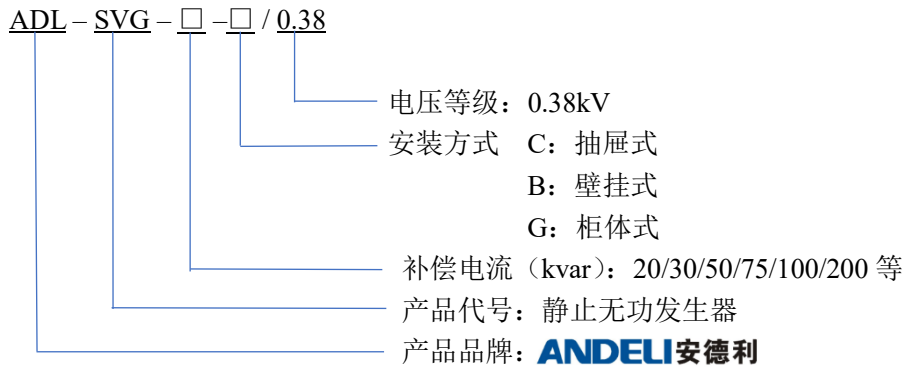 ADL – SVG – □ –□ / 0.38
电压等级：0.38kV
安装方式 C：抽屉式
B：壁挂式
G：柜体式
补偿电流（kvar）：20/30/50/75/100/200 等
产品代号：静止无功发生器
产品品牌：ANDELI安德利